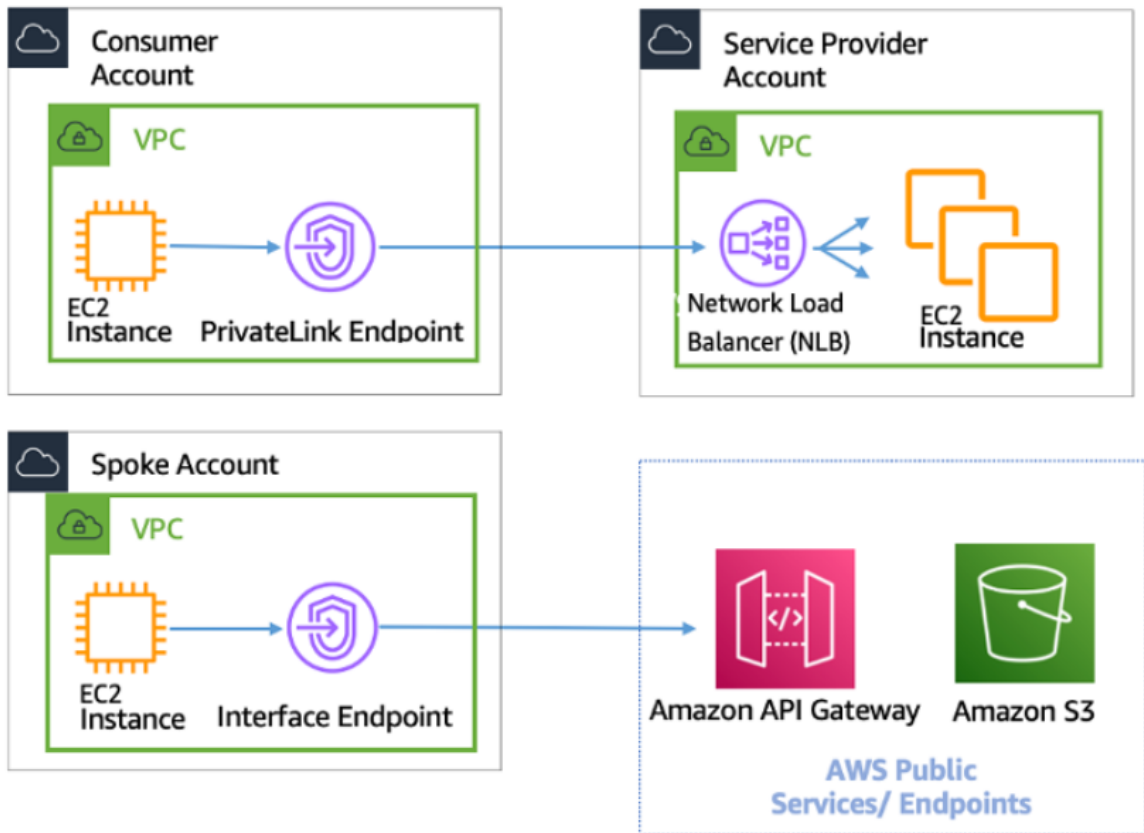 Consumer
Account
VPC
EC2
Instance
PrivateLink Endpoint
Service Provider
Account
VPC
Network Load
Balancer (NLB)
EC2
Instance
Spoke Account
VPC
EC2
Instance
Interface Endpoint
</>
Amazon API Gateway
Amazon S3
AWS Public
Services/ Endpoints